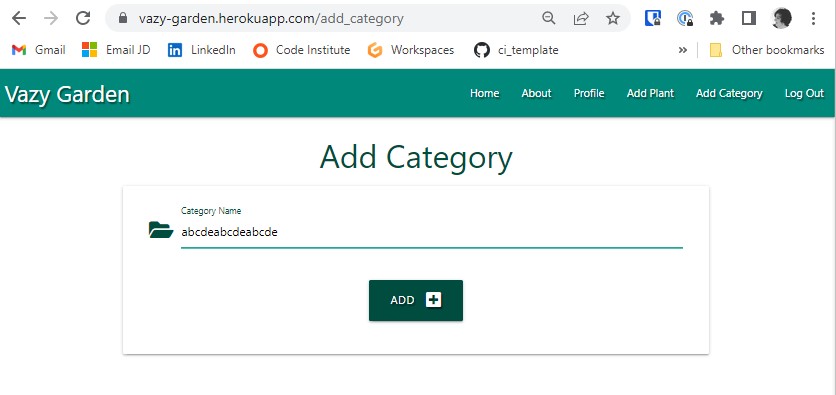 vazy-garden.herokuapp.com/add_category
Gmail Email JD LinkedIn Code Institute Workspaces ci_template » Other bookmarks
Vazy Garden Home About Profile Add Plant Add Category Log Out
Add Category
Category Name
abcdeabcdeabcde
ADD